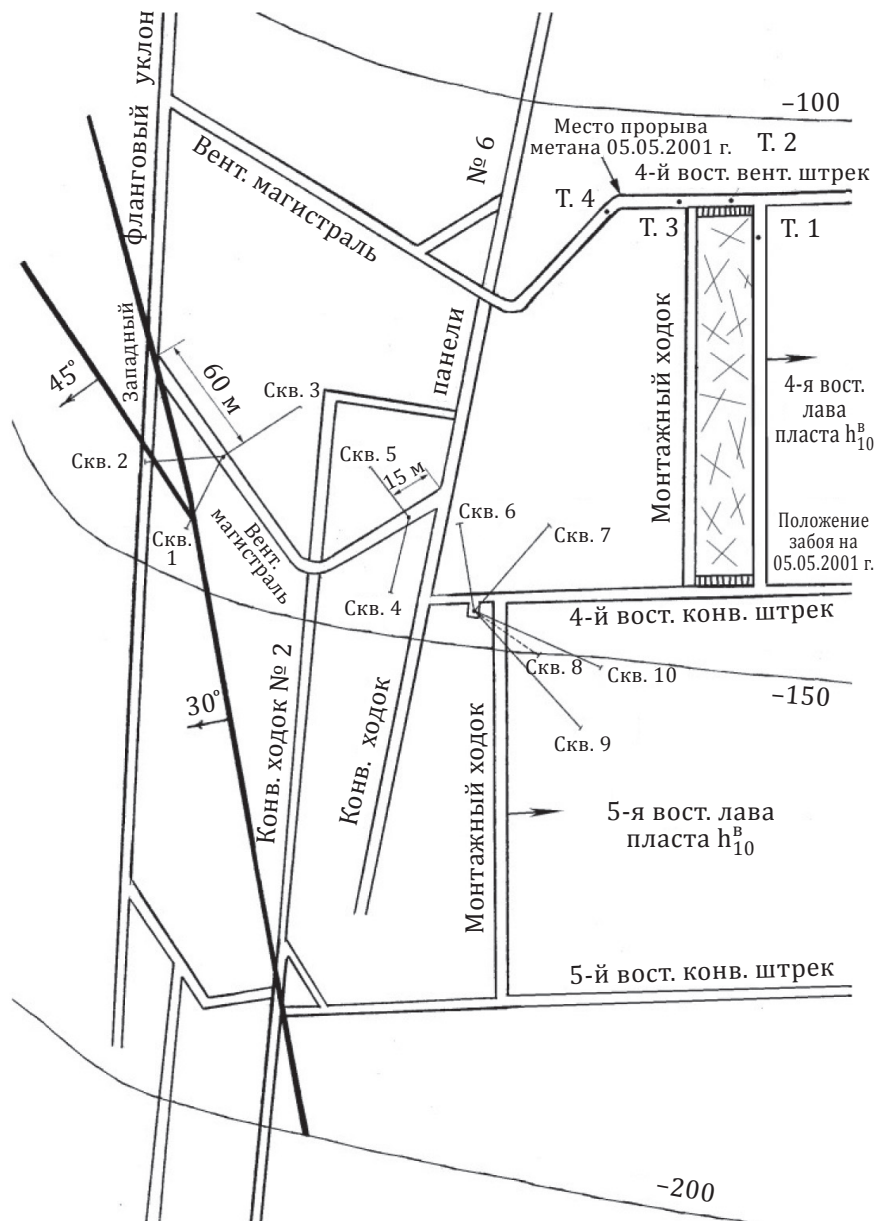 фланговый уклон
Западный
Вент. магистраль
№ 6
панели
–100
Место прорыва
метана 05.05.2001 г.
Т. 2
4-й вост. вент. штрек
Т. 4
Т. 3
Т. 1
Монтажный ходок
4-я вост.
лава
пласта h₁₀ᴮ
Положение
забоя на
05.05.2001 г.
45°
60 м
Скв. 3
Скв. 2
Скв. 5
15 м
Скв.
1
Вент.
магистраль
Скв. 6
Скв. 7
Скв. 4
4-й вост. конв. штрек
Скв. 8
Скв. 10
–150
Скв. 9
30°
Конв. ходок № 2
Конв. ходок
Монтажный ходок
5-я вост. лава
пласта h₁₀ᴮ
5-й вост. конв. штрек
–200